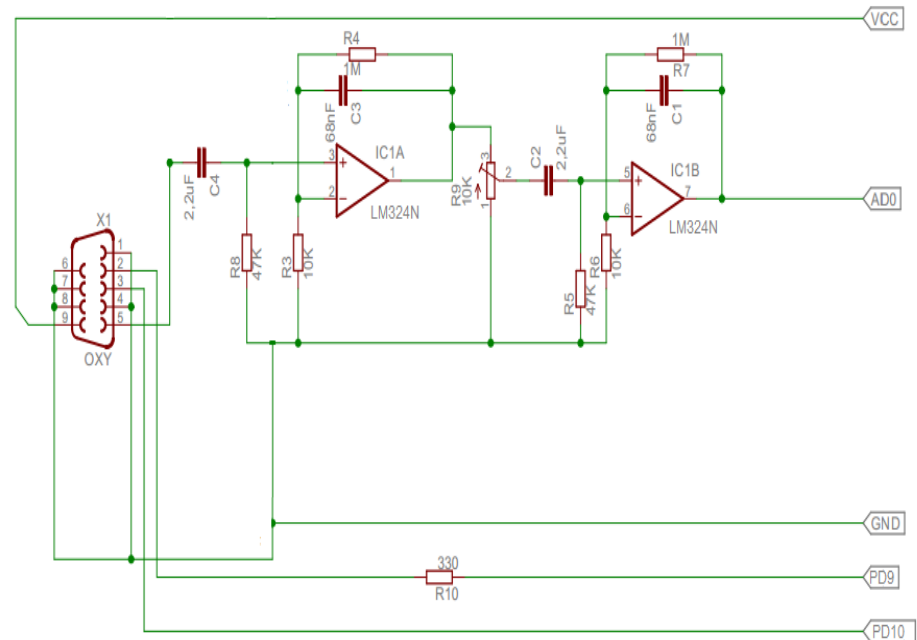 VCC
R4
1M
68nF
C3
IC1A
3
2
1
LM324N
C4
2,2uF
R8
47K
R3
10K
R9
10K
3
2
1
C2
2,2uF
1M
R7
68nF
C1
IC1B
5
6
7
LM324N
AD0
R5
47K
R6
10K
X1
1
6
2
7
3
8
4
9
5
OXY
GND
330
R10
PD9
PD10